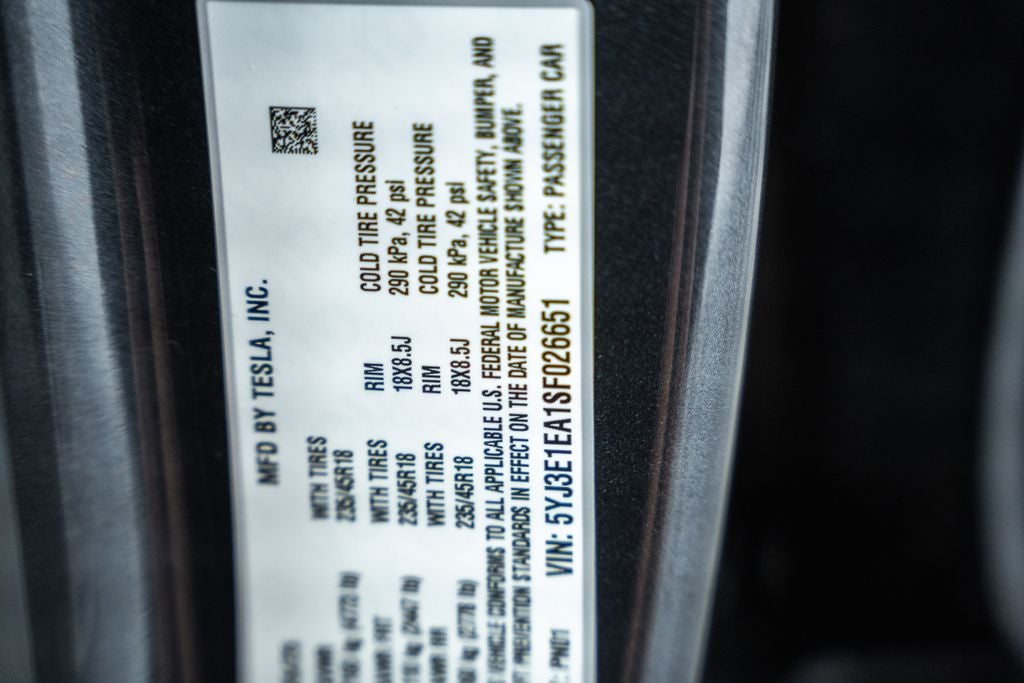 MFD BY TESLA, INC.
WITH TIRES RIM COLD TIRE PRESSURE
235/45R18 18X8.5J 290 kPa, 42 psi
WITH TIRES RIM COLD TIRE PRESSURE
235/45R18 18X8.5J 290 kPa, 42 psi
WITH TIRES
235/45R18
VEHICLE CONFORMS TO ALL APPLICABLE U.S. FEDERAL MOTOR VEHICLE SAFETY, BUMPER, AND
PREVENTION STANDARDS IN EFFECT ON THE DATE OF MANUFACTURE SHOWN ABOVE.
: PN01 VIN: 5YJ3E1EA1SF026651 TYPE: PASSENGER CAR